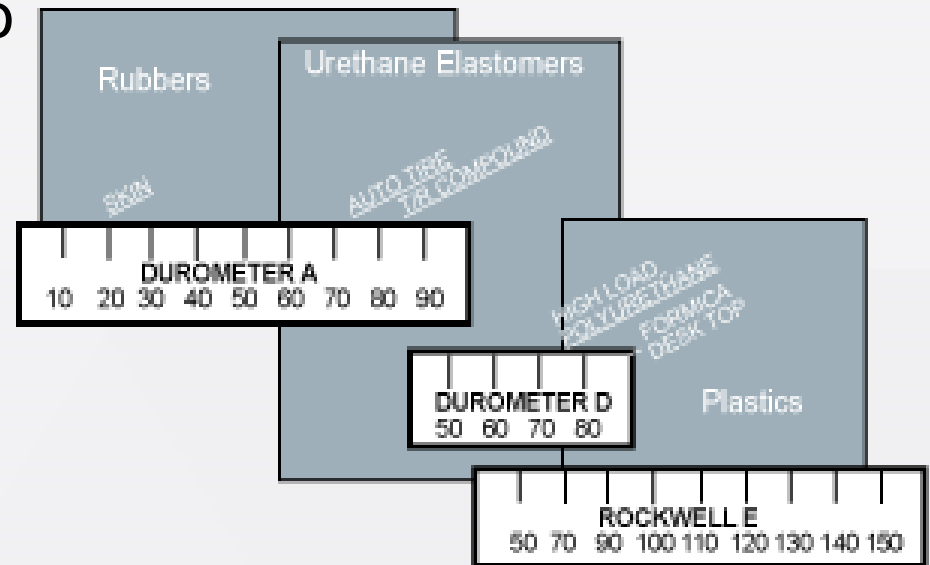 Rubbers
Urethane Elastomers
SKIN
AUTO TIRE
T/R COMPOUND
DUROMETER A
10 20 30 40 50 60 70 80 90
HIGH LOAD
POLYURETHANE
- FORMICA
DESK TOP
DUROMETER D
50 60 70 80
Plastics
ROCKWELL E
50 70 90 100 110 120 130 140 150